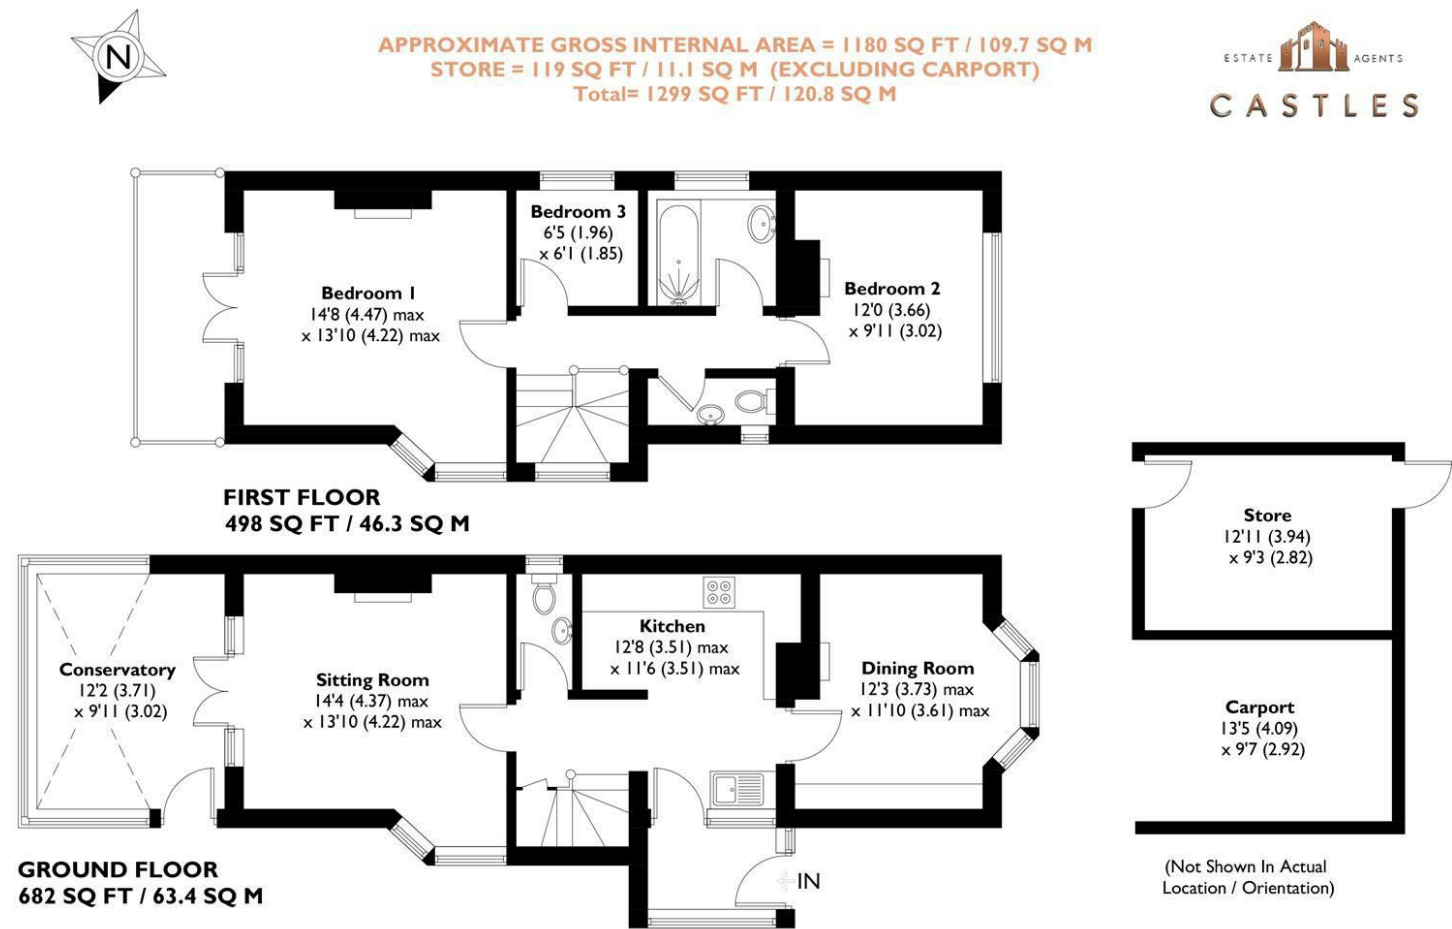 N
APPROXIMATE GROSS INTERNAL AREA = 1180 SQ FT / 109.7 SQ M
STORE = 119 SQ FT / 11.1 SQ M (EXCLUDING CARPORT)
Total= 1299 SQ FT / 120.8 SQ M
ESTATE AGENTS
CASTLES
Bedroom 1
14'8 (4.47) max
x 13'10 (4.22) max
Bedroom 3
6'5 (1.96)
x 6'1 (1.85)
Bedroom 2
12'0 (3.66)
x 9'11 (3.02)
FIRST FLOOR
498 SQ FT / 46.3 SQ M
Store
12'11 (3.94)
x 9'3 (2.82)
Conservatory
12'2 (3.71)
x 9'11 (3.02)
Sitting Room
14'4 (4.37) max
x 13'10 (4.22) max
Kitchen
12'8 (3.51) max
x 11'6 (3.51) max
Dining Room
12'3 (3.73) max
x 11'10 (3.61) max
Carport
13'5 (4.09)
x 9'7 (2.92)
IN
GROUND FLOOR
682 SQ FT / 63.4 SQ M
(Not Shown In Actual
Location / Orientation)